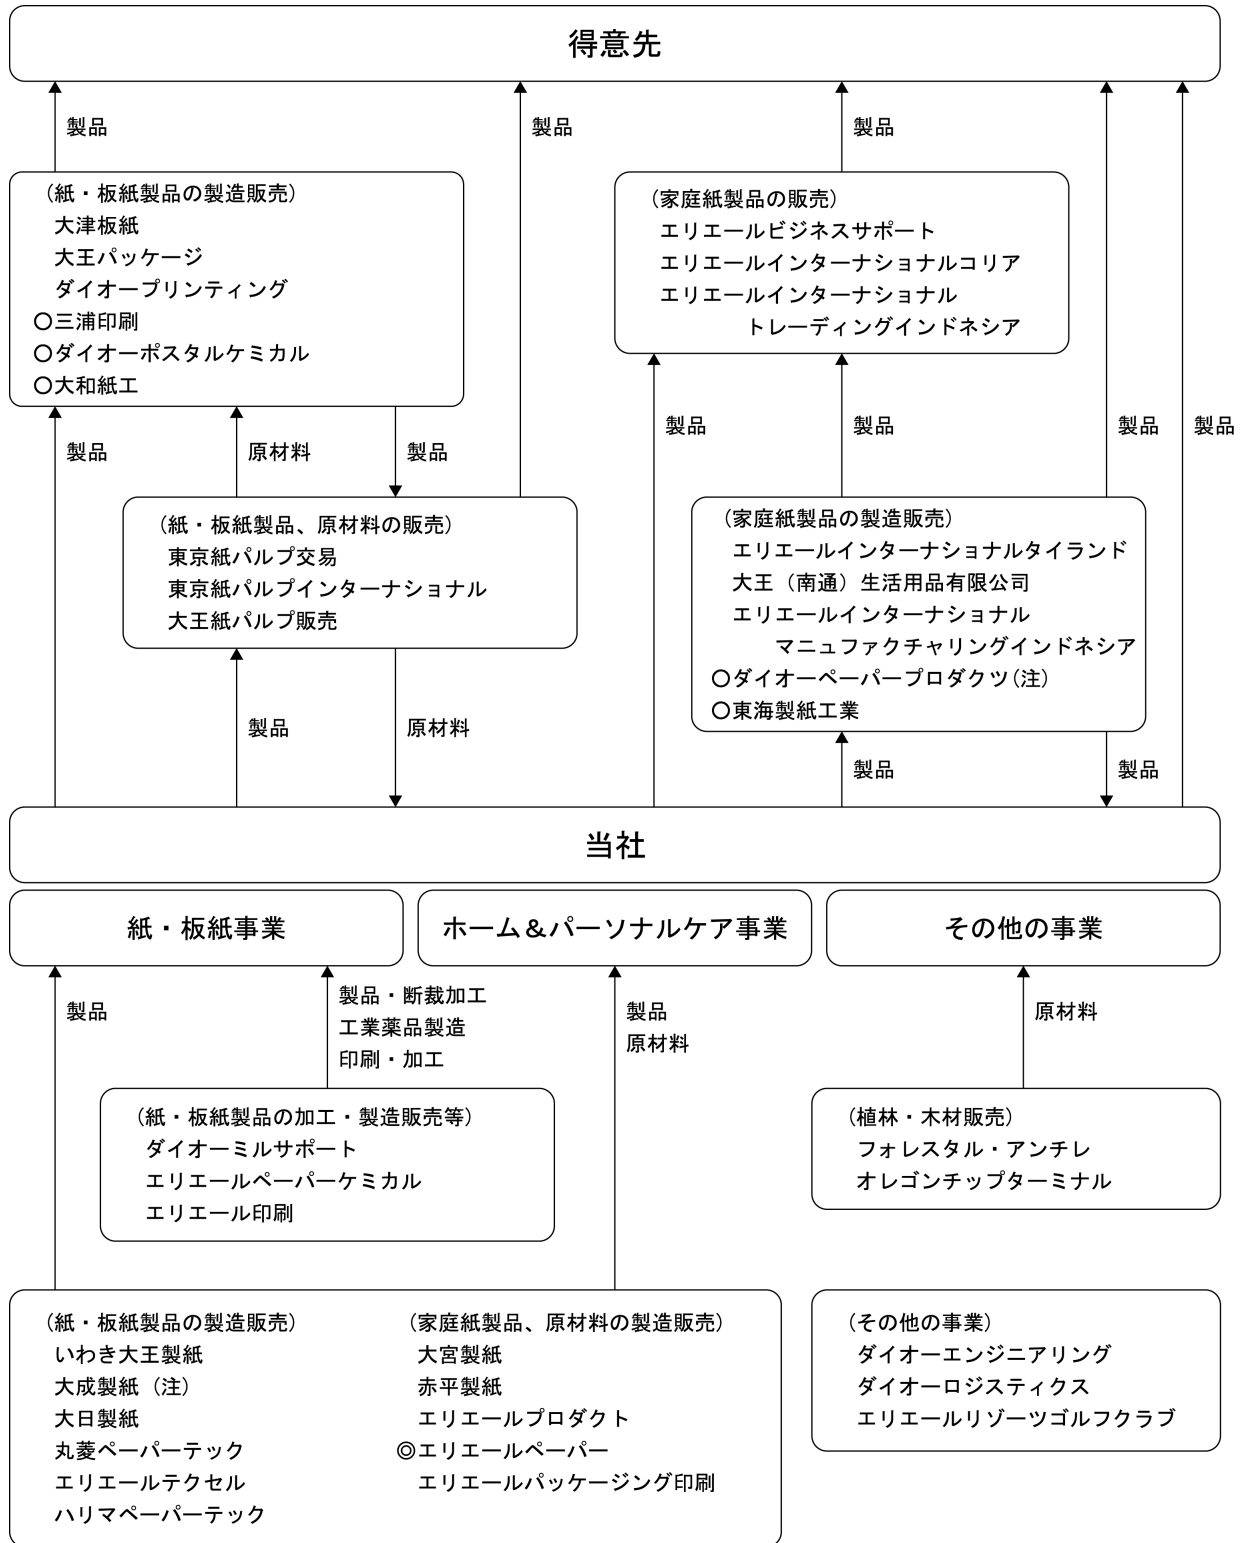 得意先
製品
製品
製品
(紙・板紙製品の製造販売)
大津板紙
大王パッケージ
ダイオープリンティング
○三浦印刷
○ダイオーポスタルケミカル
○大和紙工
(家庭紙製品の販売)
エリエールビジネスサポート
エリエールインターナショナルコリア
エリエールインターナショナル
トレーディングインドネシア
製品
原材料
製品
製品
製品
製品
製品
(紙・板紙製品、原材料の販売)
東京紙パルプ交易
東京紙パルプインターナショナル
大王紙パルプ販売
(家庭紙製品の製造販売)
エリエールインターナショナルタイランド
大王(南通)生活用品有限公司
エリエールインターナショナル
マニュファクチャリングインドネシア
○ダイオーペーパープロダクツ(注)
○東海製紙工業
製品
原材料
製品
製品
当社
紙・板紙事業
ホーム&パーソナルケア事業
その他の事業
製品
製品・断裁加工
工業薬品製造
印刷・加工
製品
原材料
原材料
(紙・板紙製品の加工・製造販売等)
ダイオーミルサポート
エリエールペーパーケミカル
エリエール印刷
(植林・木材販売)
フォレスタル・アンチレ
オレゴンチップターミナル
(紙・板紙製品の製造販売)
いわき大王製紙
大成製紙(注)
大日製紙
丸菱ペーパーテック
エリエールテクセル
ハリマペーパーテック
(家庭紙製品、原材料の製造販売)
大宮製紙
赤平製紙
エリエールプロダクト
◎エリエールペーパー
エリエールパッケージング印刷
(その他の事業)
ダイオーエンジニアリング
ダイオーロジスティクス
エリエールリゾーツゴルフクラブ